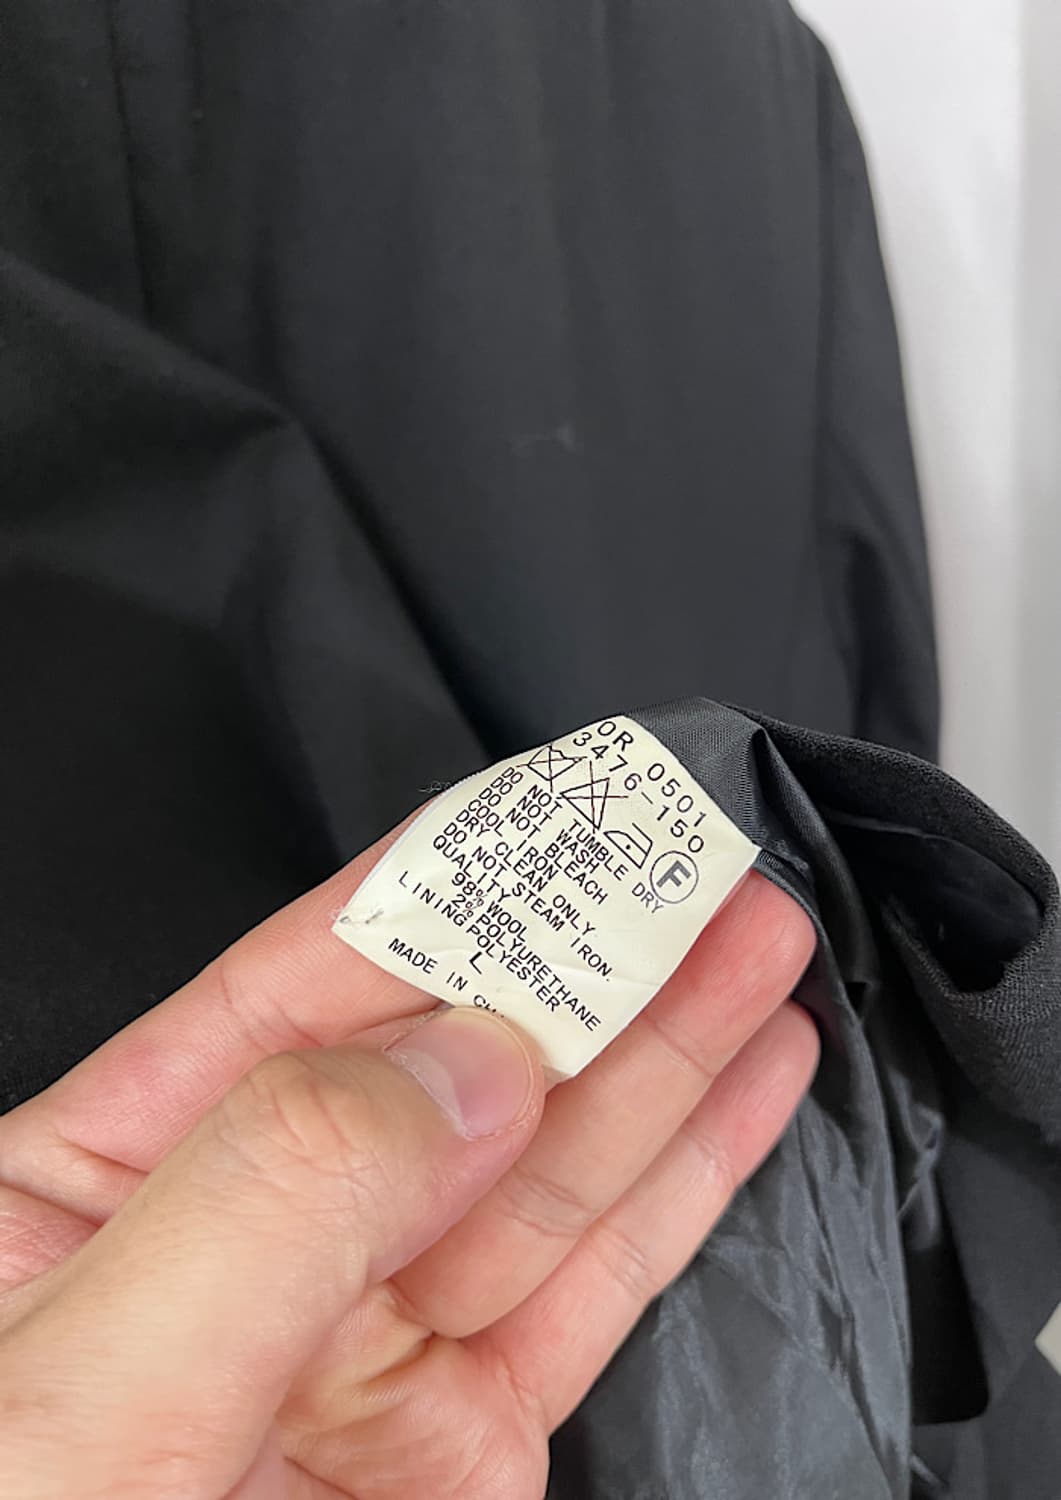 OR 0501
3476-150
F
DO NOT TUMBLE DRY
DO NOT WASH
DO NOT BLEACH
COOL IRON
DRY CLEAN ONLY
DO NOT STEAM IRON.
QUALITY
98% WOOL
2% POLYURETHANE
LINING POLYESTER
L
MADE IN